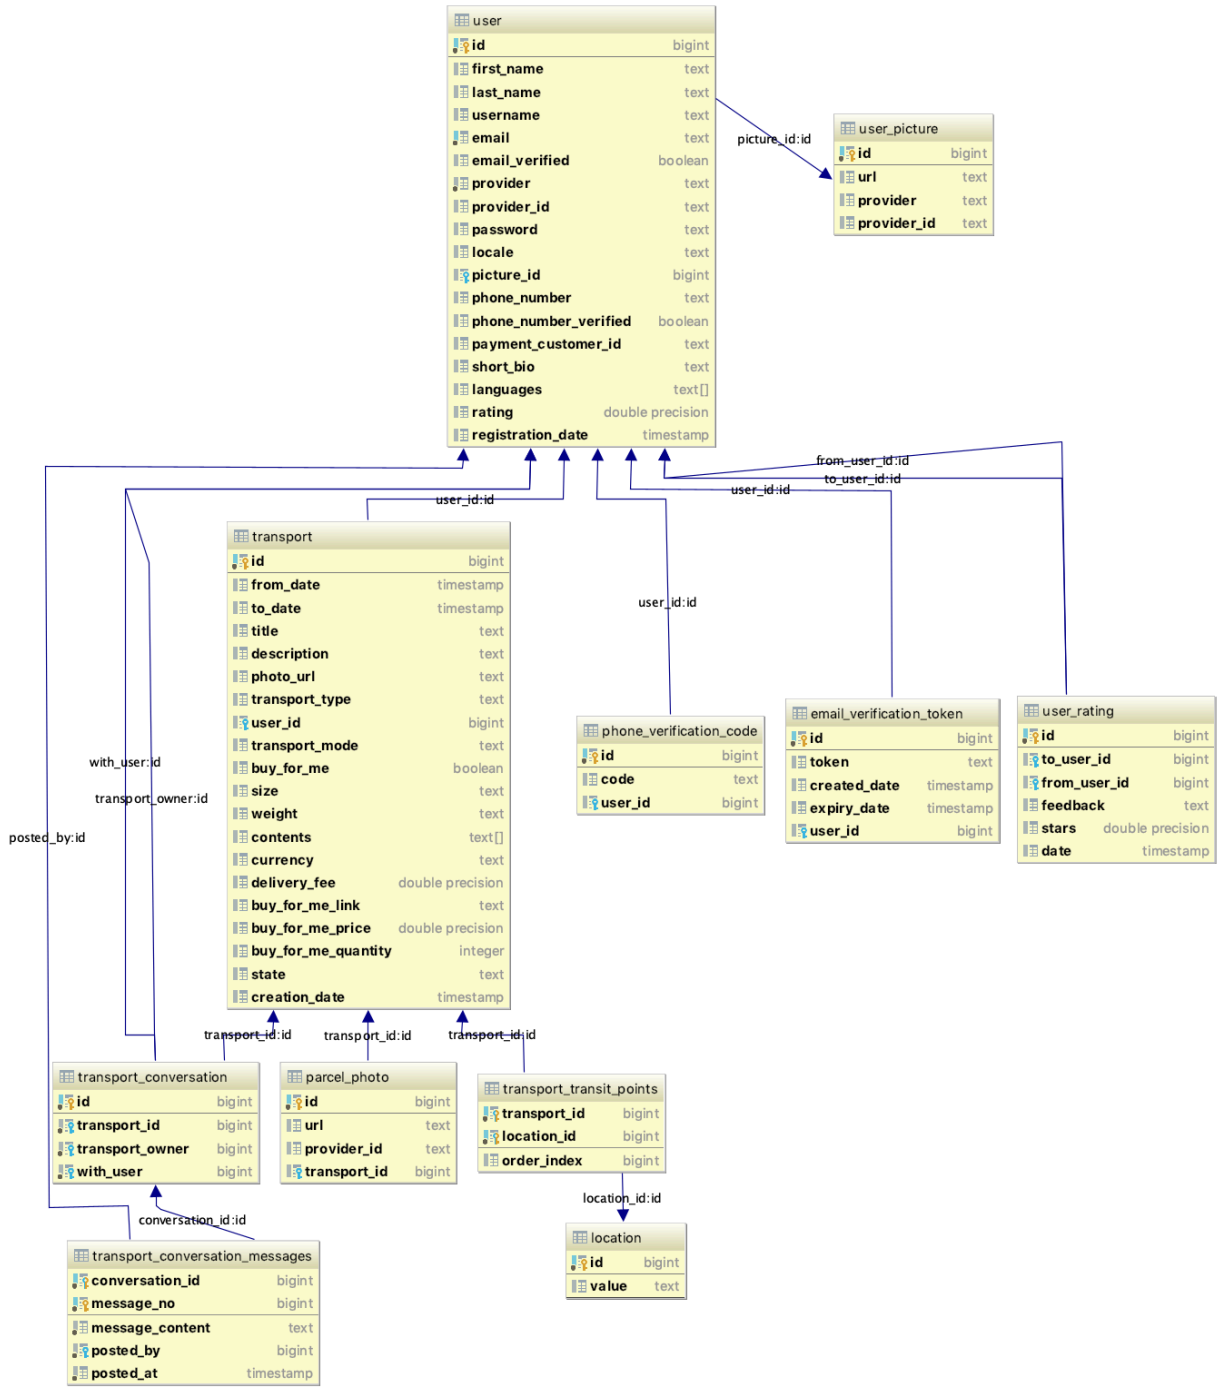 user
id bigint
first_name text
last_name text
username text
email text
email_verified boolean
provider text
provider_id text
password text
locale text
picture_id bigint
phone_number text
phone_number_verified boolean
payment_customer_id text
short_bio text
languages text[]
rating double precision
registration_date timestamp
picture_id:id
user_picture
id bigint
url text
provider text
provider_id text
from_user_id:id
to_user_id:id
user_id:id
user_id:id
user_id:id
with_user:id
transport_owner:id
posted_by:id
transport
id bigint
from_date timestamp
to_date timestamp
title text
description text
photo_url text
transport_type text
user_id bigint
transport_mode text
buy_for_me boolean
size text
weight text
contents text[]
currency text
delivery_fee double precision
buy_for_me_link text
buy_for_me_price double precision
buy_for_me_quantity integer
state text
creation_date timestamp
phone_verification_code
id bigint
code text
user_id bigint
email_verification_token
id bigint
token text
created_date timestamp
expiry_date timestamp
user_id bigint
user_rating
id bigint
to_user_id bigint
from_user_id bigint
feedback text
stars double precision
date timestamp
transport_id:id
transport_id:id
transport_id:id
transport_conversation
id bigint
transport_id bigint
transport_owner bigint
with_user bigint
parcel_photo
id bigint
url text
provider_id text
transport_id bigint
transport_transit_points
transport_id bigint
location_id bigint
order_index bigint
conversation_id:id
location_id:id
transport_conversation_messages
conversation_id bigint
message_no bigint
message_content text
posted_by bigint
posted_at timestamp
location
id bigint
value text